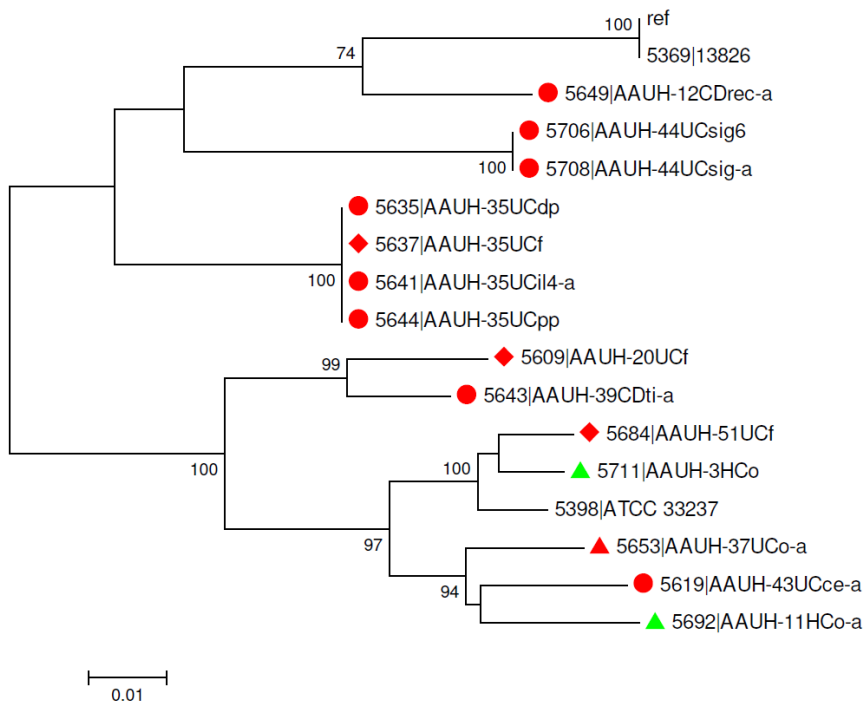 ref
100
5369|13826
74
5649|AAUH-12CDrec-a
5706|AAUH-44UCsig6
100
5708|AAUH-44UCsig-a
5635|AAUH-35UCdp
5637|AAUH-35UCf
100
5641|AAUH-35UCil4-a
5644|AAUH-35UCpp
99
5609|AAUH-20UCf
5643|AAUH-39CDti-a
100
5684|AAUH-51UCf
100
5711|AAUH-3HCo
5398|ATCC 33237
97
5653|AAUH-37UCo-a
94
5619|AAUH-43UCce-a
5692|AAUH-11HCo-a
0.01